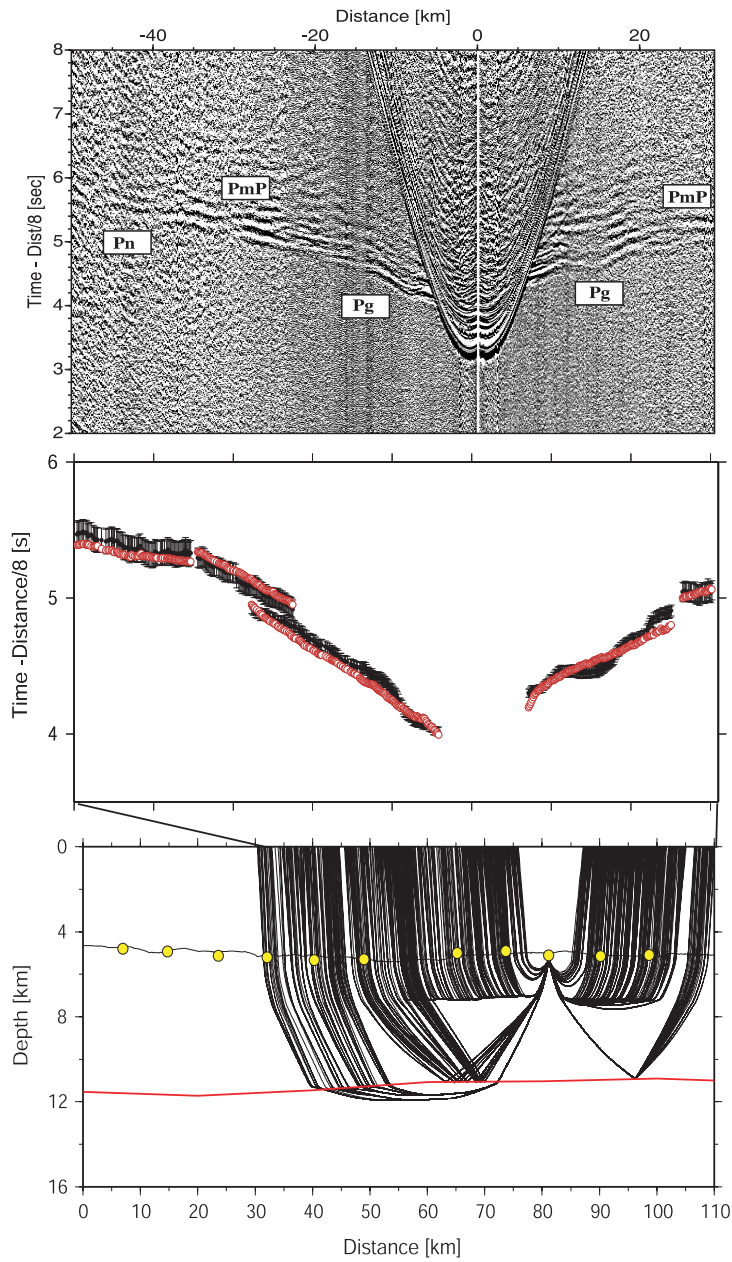 Distance [km]
-40 -20 0 20
8
7
6
5
4
3
2
Time - Dist/8 [sec]
PmP
PmP
Pn
Pg
Pg
6
5
4
Time -Distance/8 [s]
0
4
8
12
16
Depth [km]
0 10 20 30 40 50 60 70 80 90 100 110
Distance [km]